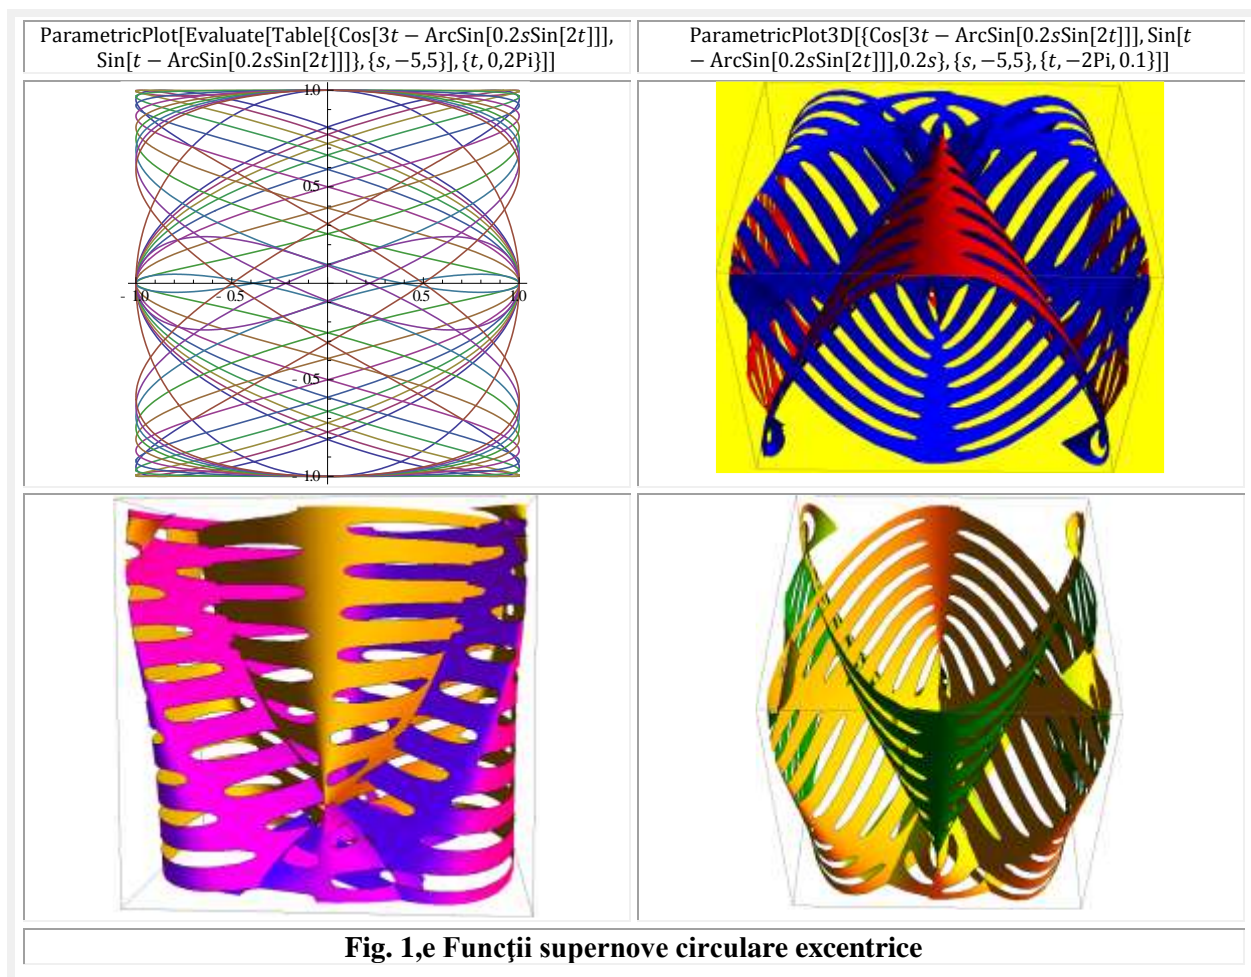 ParametricPlot[Evaluate[Table[{Cos[3𝑡 − ArcSin[0.2𝑠Sin[2𝑡]]],
Sin[𝑡 − ArcSin[0.2𝑠Sin[2𝑡]]]}, {𝑠, −5,5}], {𝑡, 0,2Pi}]]
ParametricPlot3D[{Cos[3𝑡 − ArcSin[0.2𝑠Sin[2𝑡]]], Sin[𝑡
− ArcSin[0.2𝑠Sin[2𝑡]]],0.2𝑠}, {𝑠, −5,5}, {𝑡, −2Pi, 0.1}]]
1.0
0.5
- 1.0
- 0.5
0.5
1.0
- 0.5
- 1.0
Fig. 1,e Funcţii supernove circulare excentrice